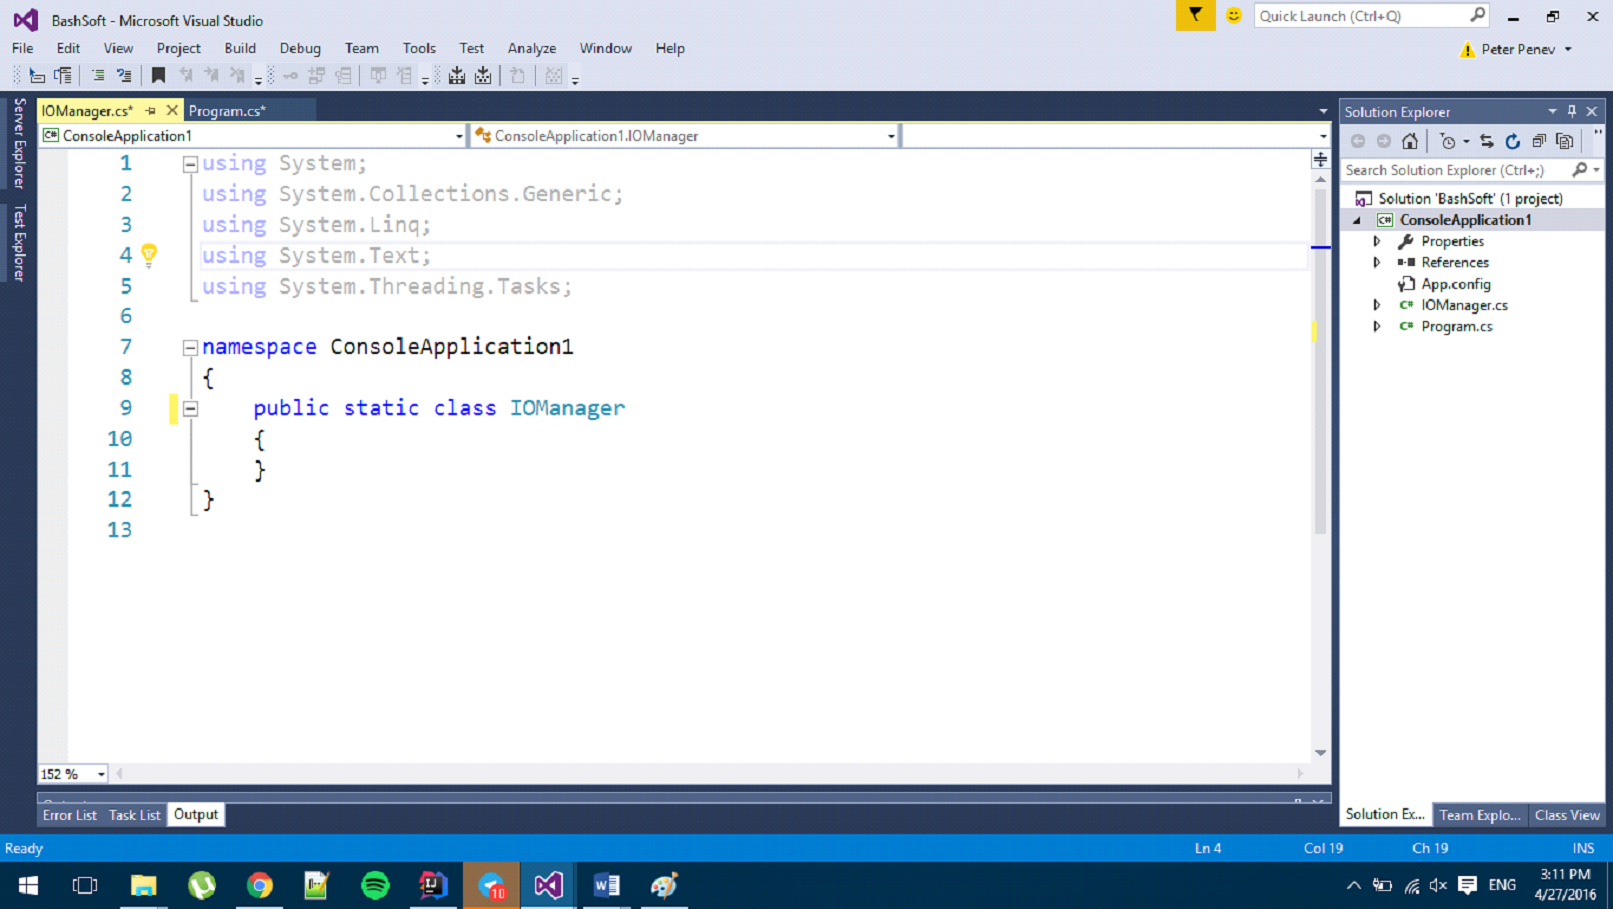 BashSoft - Microsoft Visual Studio
Quick Launch (Ctrl+Q)
File Edit View Project Build Debug Team Tools Test Analyze Window Help
Peter Penev
Server Explorer
Test Explorer
IOManager.cs* Program.cs*
ConsoleApplication1 ConsoleApplication1.IOManager
1 using System;
2 using System.Collections.Generic;
3 using System.Linq;
4 using System.Text;
5 using System.Threading.Tasks;
6
7 namespace ConsoleApplication1
8 {
9 public static class IOManager
10 {
11 }
12 }
13
152 %
Error List Task List Output
Solution Explorer
Search Solution Explorer (Ctrl+;)
Solution 'BashSoft' (1 project)
C# ConsoleApplication1
Properties
References
App.config
C# IOManager.cs
C# Program.cs
Solution Ex... Team Explo... Class View
Ready Ln 4 Col 19 Ch 19 INS
10
ENG
3:11 PM
4/27/2016